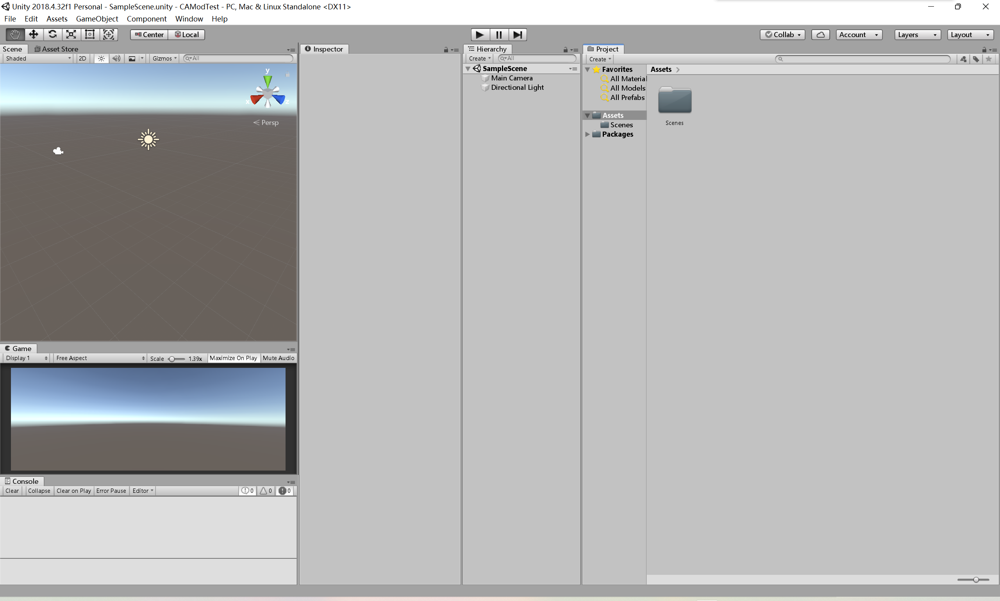 Unity 2018.4.32f1 Personal - SampleScene.unity - CAModTest - PC, Mac & Linux Standalone <DX11>
File Edit Assets GameObject Component Window Help
Center Local Collab Account Layers Layout
Scene Asset Store
Shaded 2D Gizmos All
y
x z
Persp
Game
Display 1 Free Aspect Scale 1.39x Maximize On Play Mute Audio
Console
Clear Collapse Clear on Play Error Pause Editor 0 0 0
Inspector
Hierarchy
Create All
SampleScene
Main Camera
Directional Light
Project
Create
Favorites
All Material
All Models
All Prefabs
Assets
Scenes
Packages
Assets
Scenes